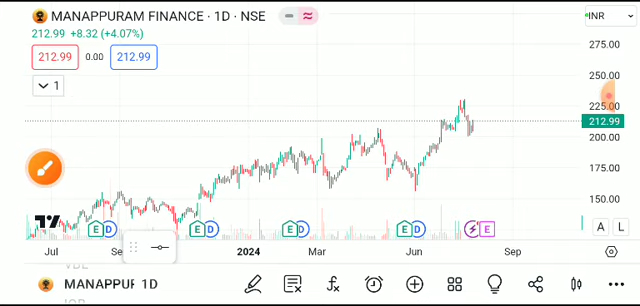 MANAPPURAM FINANCE · 1D · NSE
INR
212.99 +8.32 (+4.07%)
212.99 0.00 212.99
1
275.00
250.00
225.00
212.99
200.00
175.00
150.00
E D E D E D E D E
A L
Jul 2024 Mar Jun Sep
MANAPPUR 1D